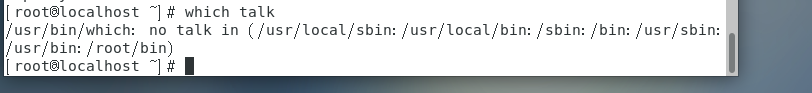 [root@localhost ~]# which talk
/usr/bin/which: no talk in (/usr/local/sbin:/usr/local/bin:/sbin:/bin:/usr/sbin:
/usr/bin:/root/bin)
[root@localhost ~]#